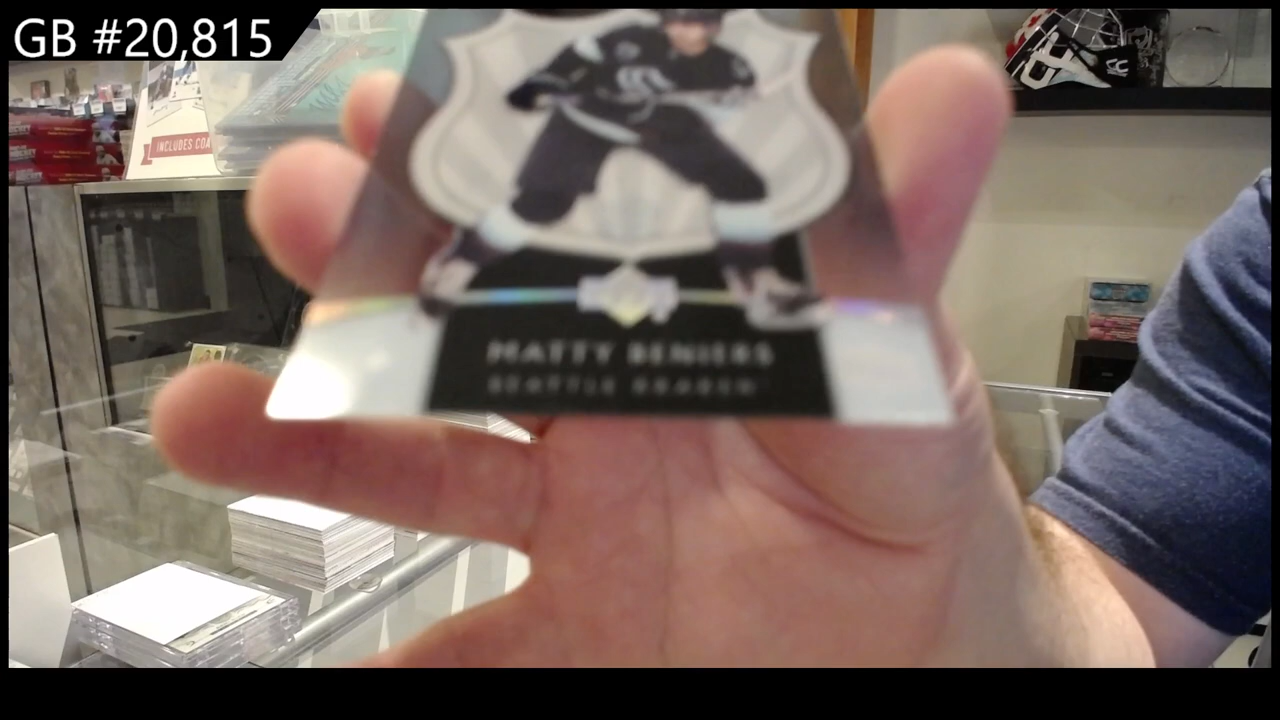 GB #20,815
INCLUDES COA
MATTY BENIERS
SEATTLE KRAKEN